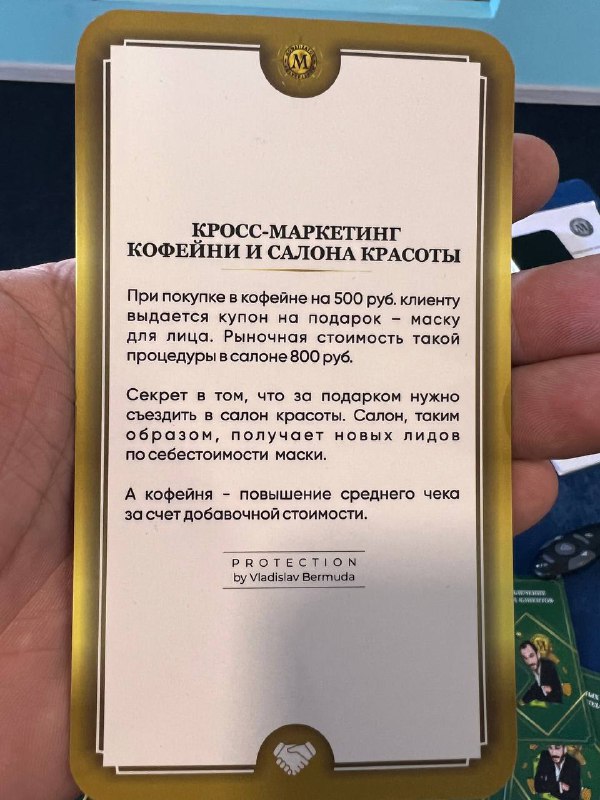 М
КРОСС-МАРКЕТИНГ
КОФЕЙНИ И САЛОНА КРАСОТЫ
При покупке в кофейне на 500 руб. клиенту
выдается купон на подарок – маску
для лица. Рыночная стоимость такой
процедуры в салоне 800 руб.
Секрет в том, что за подарком нужно
съездить в салон красоты. Салон, таким
образом, получает новых лидов
по себестоимости маски.
А кофейня - повышение среднего чека
за счет добавочной стоимости.
PROTECTION
by Vladislav Bermuda